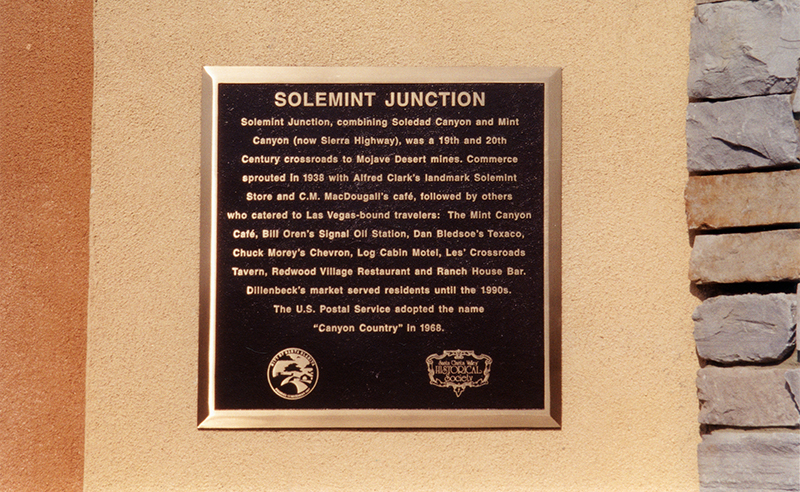 SOLEMINT JUNCTION
Solemint Junction, combining Soledad Canyon and Mint
Canyon (now Sierra Highway), was a 19th and 20th
Century crossroads to Mojave Desert mines. Commerce
sprouted in 1938 with Alfred Clark's landmark Solemint
Store and C.M. MacDougall's café, followed by others
who catered to Las Vegas-bound travelers: The Mint Canyon
Café, Bill Oren's Signal Oil Station, Dan Bledsoe's Texaco,
Chuck Morey's Chevron, Log Cabin Motel, Les' Crossroads
Tavern, Redwood Village Restaurant and Ranch House Bar.
Dillenbeck's market served residents until the 1990s.
The U.S. Postal Service adopted the name
"Canyon Country" in 1968.
Santa Clarita Valley
HISTORICAL
Society